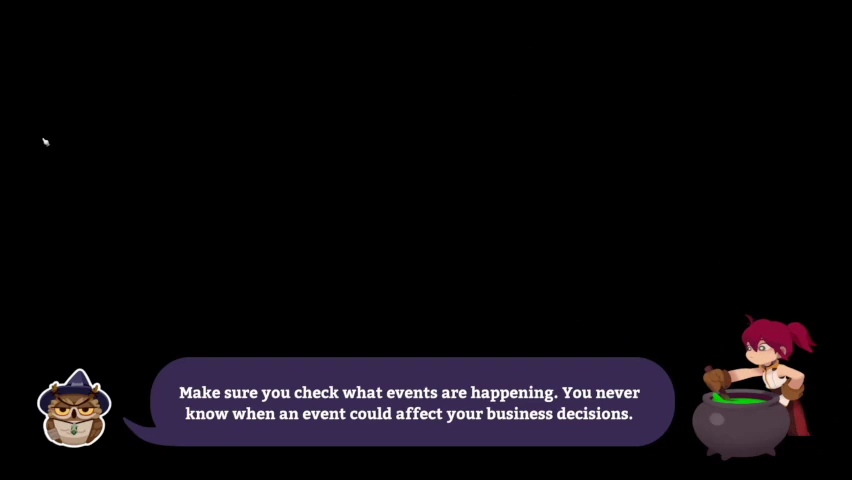 Make sure you check what events are happening. You never
know when an event could affect your business decisions.